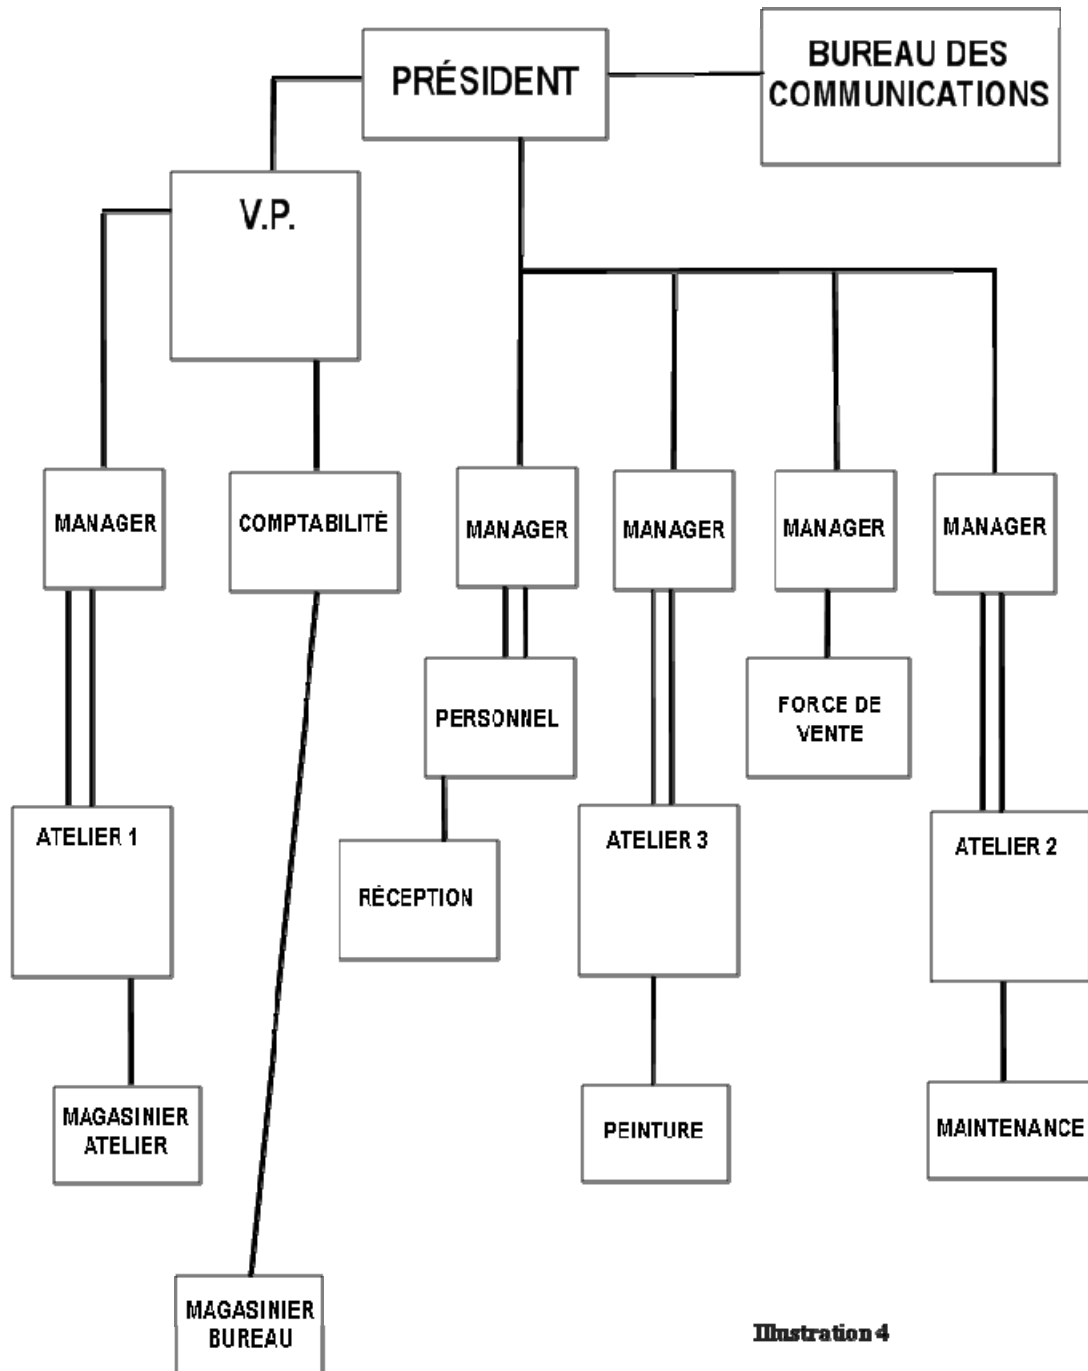 PRÉSIDENT
BUREAU DES
COMMUNICATIONS
V.P.
MANAGER
COMPTABILITÉ
MANAGER
MANAGER
MANAGER
MANAGER
PERSONNEL
FORCE DE
VENTE
ATELIER 1
RÉCEPTION
ATELIER 3
ATELIER 2
MAGASINIER
ATELIER
PEINTURE
MAINTENANCE
MAGASINIER
BUREAU
Illustration 4